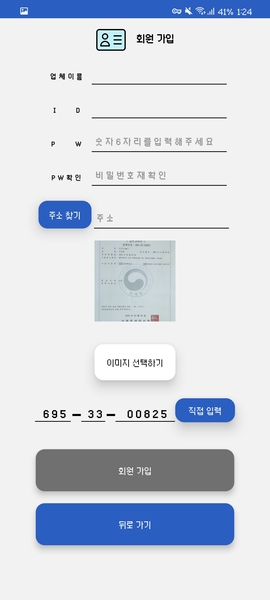 41% 1:24
회원 가입
업체이름
I D
P W 숫자6자리를입력해주세요
PW확인 비밀번호재확인
주소 찾기 주소
이미지 선택하기
695 - 33 - 00825 직접 입력
회원 가입
뒤로 가기